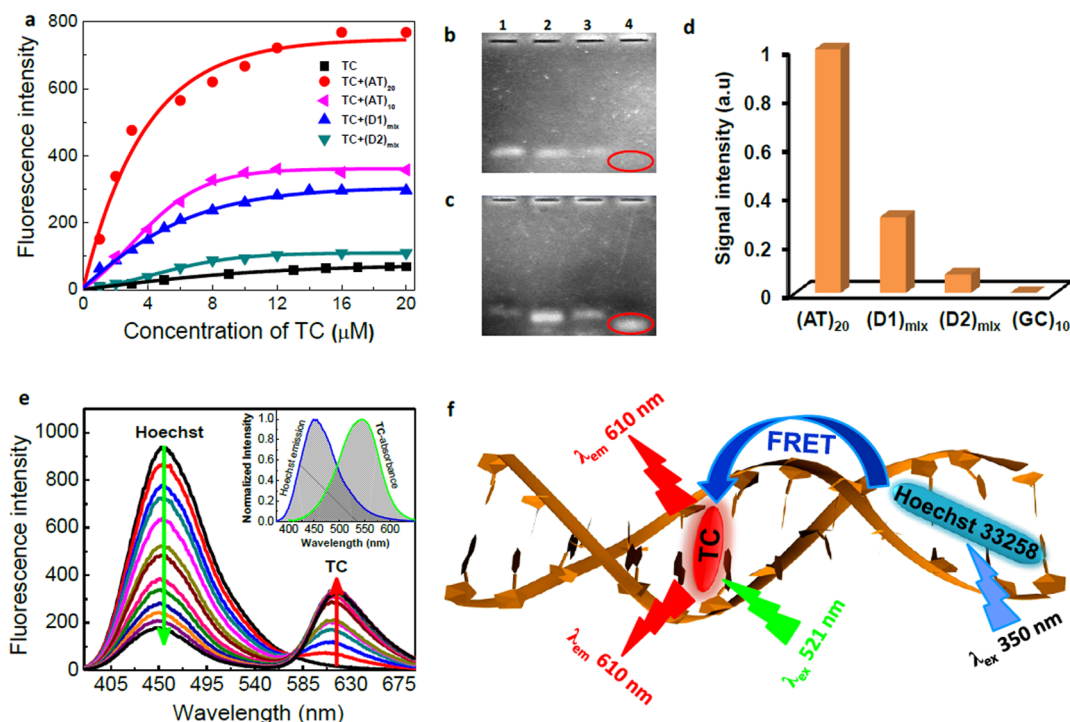 a
800
600
400
200
0
0 4 8 12 16 20
Fluorescence intensity
Concentration of TC (μM)
TC
TC+(AT)20
TC+(AT)10
TC+(D1)mix
TC+(D2)mix
b
1 2 3 4
c
d
1
0.8
0.6
0.4
0.2
0
Signal intensity (a.u)
(AT)20 (D1)mix (D2)mix (GC)10
e
1000
900
800
700
600
500
400
300
200
100
0
405 450 495 540 585 630 675
Fluorescence intensity
Wavelength (nm)
Hoechst
TC
1.0
0.8
0.6
0.4
0.2
0.0
400 450 500 550 600
Normalized Intensity
Wavelength (nm)
Hoechst emission
TC-absorbance
f
λem 610 nm
FRET
TC
Hoechst 33258
λem 610 nm
λex 521 nm
λex 350 nm